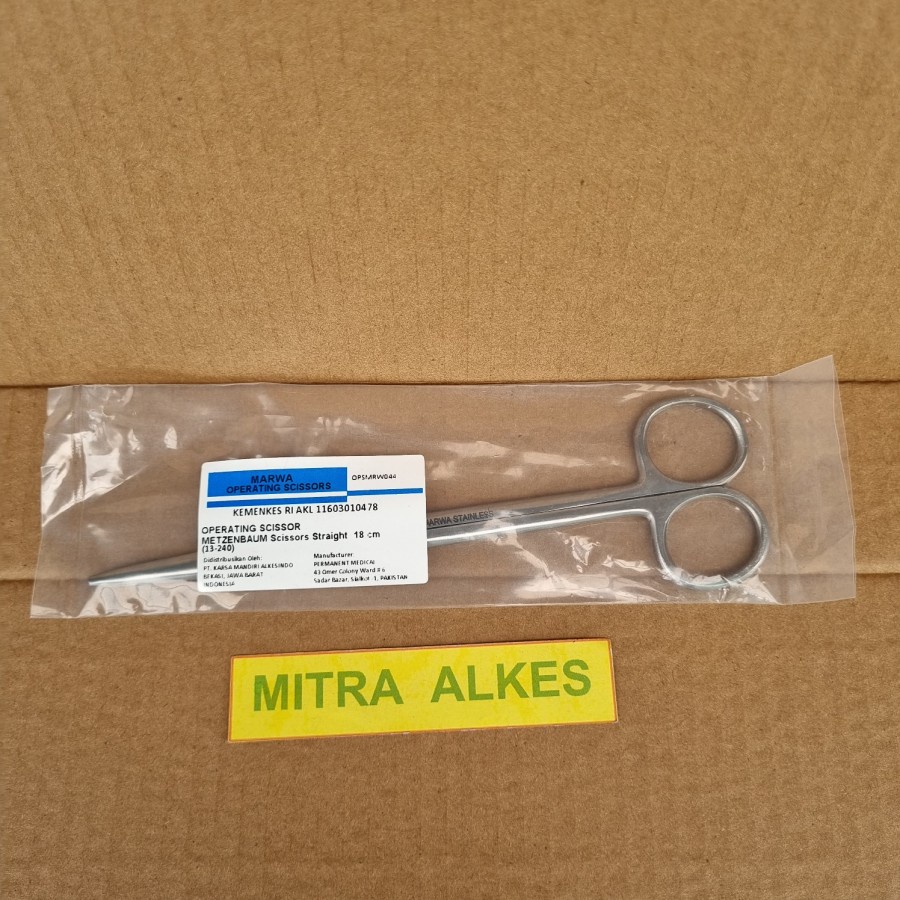 MARWA
OPERATING SCISSORS
OPSMRW044
KEMENKES RI AKL 11603010478
OPERATING SCISSOR
METZENBAUM Scissors Straight 18 cm
(13-240)
Didistribusikan Oleh:
PT. KARSA MANDIRI ALKESINDO
BEKASI, JAWA BARAT
INDONESIA
Manufacturer
PERMANENT MEDICAL
43 Omer Colony Ward #6
Sadar Bazar, Sialkot -1, PAKISTAN
MARWA STAINLESS
MITRA ALKES